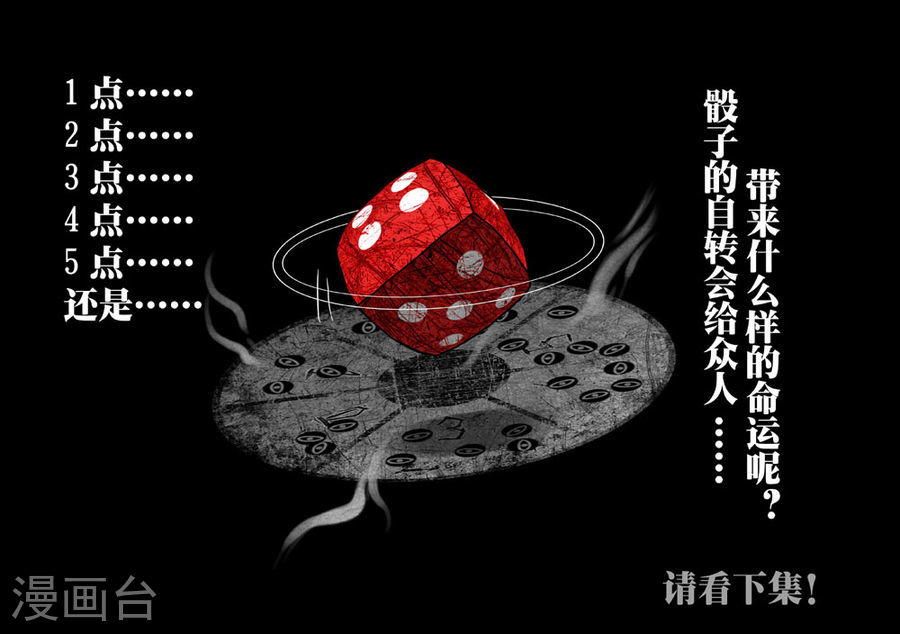 1 点……
2 点……
3 点……
4 点……
5 点……
还是……
骰子的自转会给众人……
带来什么样的命运呢？
请看下集！
漫画台